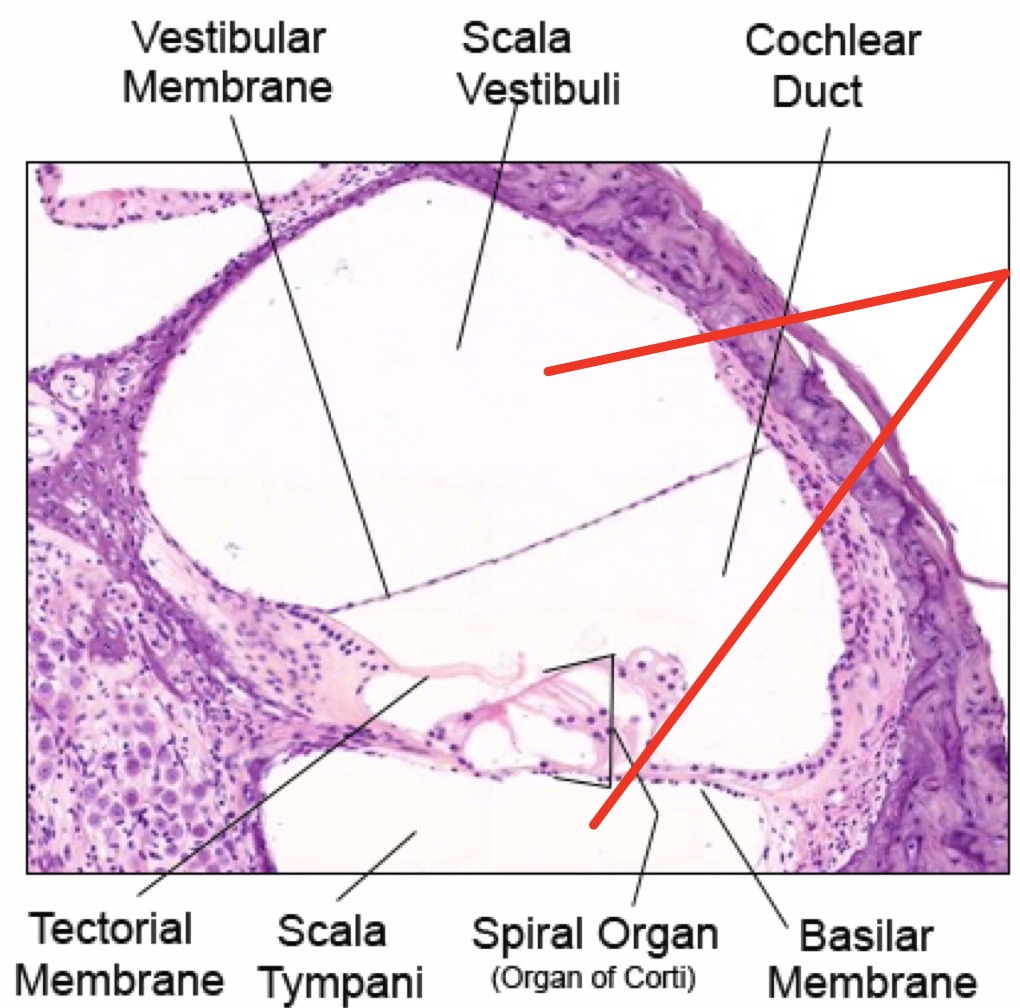 Vestibular
Membrane
Scala
Vestibuli
Cochlear
Duct
Tectorial
Membrane
Scala
Tympani
Spiral Organ
(Organ of Corti)
Basilar
Membrane